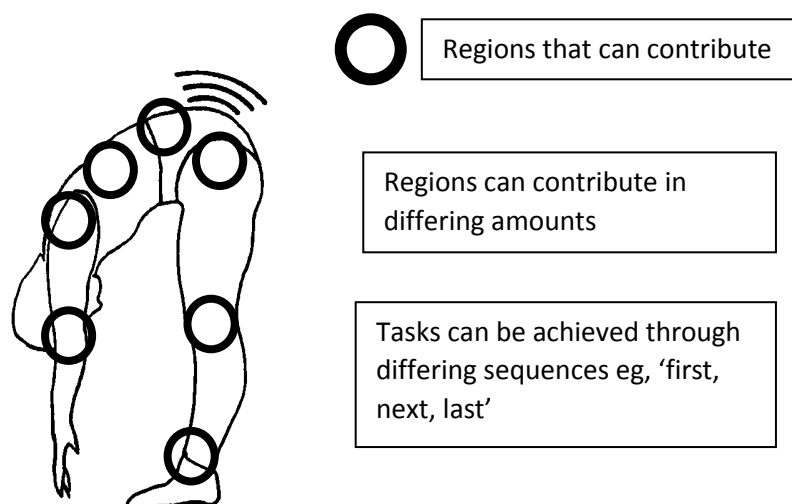 Regions that can contribute
Regions can contribute in
differing amounts
Tasks can be achieved through
differing sequences eg, ‘first,
next, last’